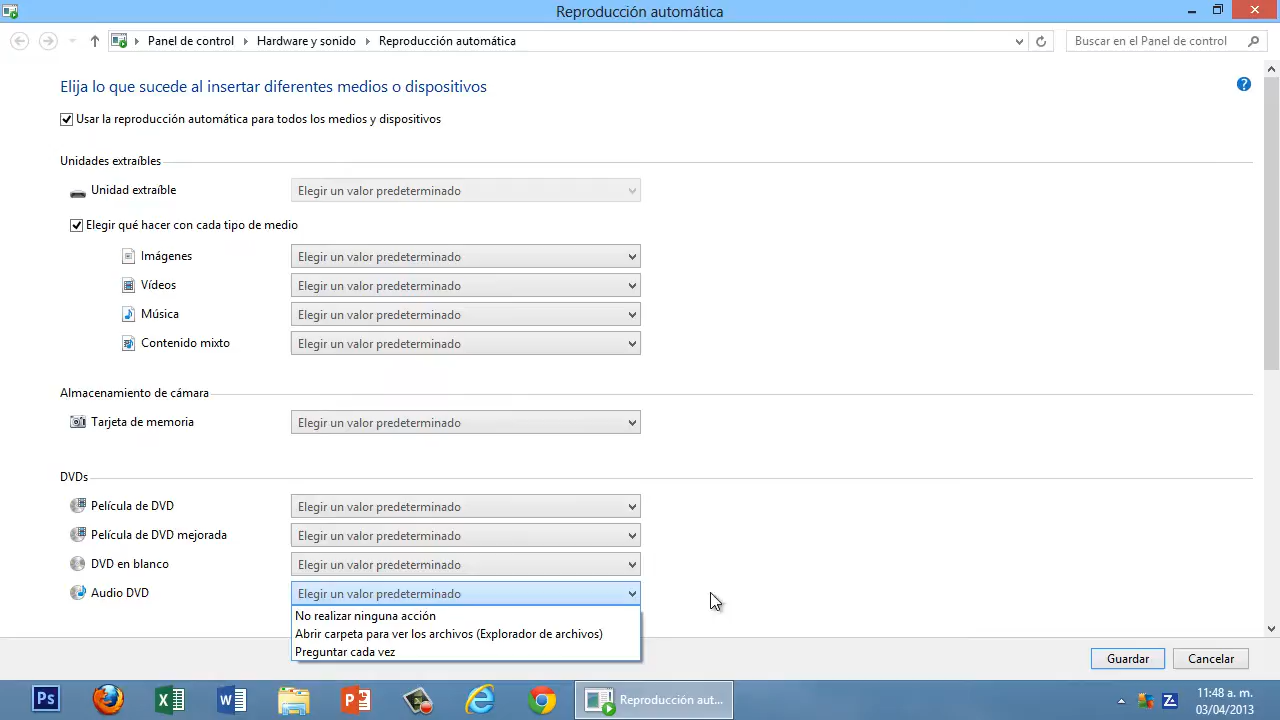 Reproducción automática
Panel de control Hardware y sonido Reproducción automática
Buscar en el Panel de control
Elija lo que sucede al insertar diferentes medios o dispositivos
?
Usar la reproducción automática para todos los medios y dispositivos
Unidades extraíbles
Unidad extraíble Elegir un valor predeterminado
Elegir qué hacer con cada tipo de medio
Imágenes Elegir un valor predeterminado
Vídeos Elegir un valor predeterminado
Música Elegir un valor predeterminado
Contenido mixto Elegir un valor predeterminado
Almacenamiento de cámara
Tarjeta de memoria Elegir un valor predeterminado
DVDs
Película de DVD Elegir un valor predeterminado
Película de DVD mejorada Elegir un valor predeterminado
DVD en blanco Elegir un valor predeterminado
Audio DVD Elegir un valor predeterminado
No realizar ninguna acción
Abrir carpeta para ver los archivos (Explorador de archivos)
Preguntar cada vez
Guardar Cancelar
Ps
Reproducción aut...
11:48 a. m.
03/04/2013